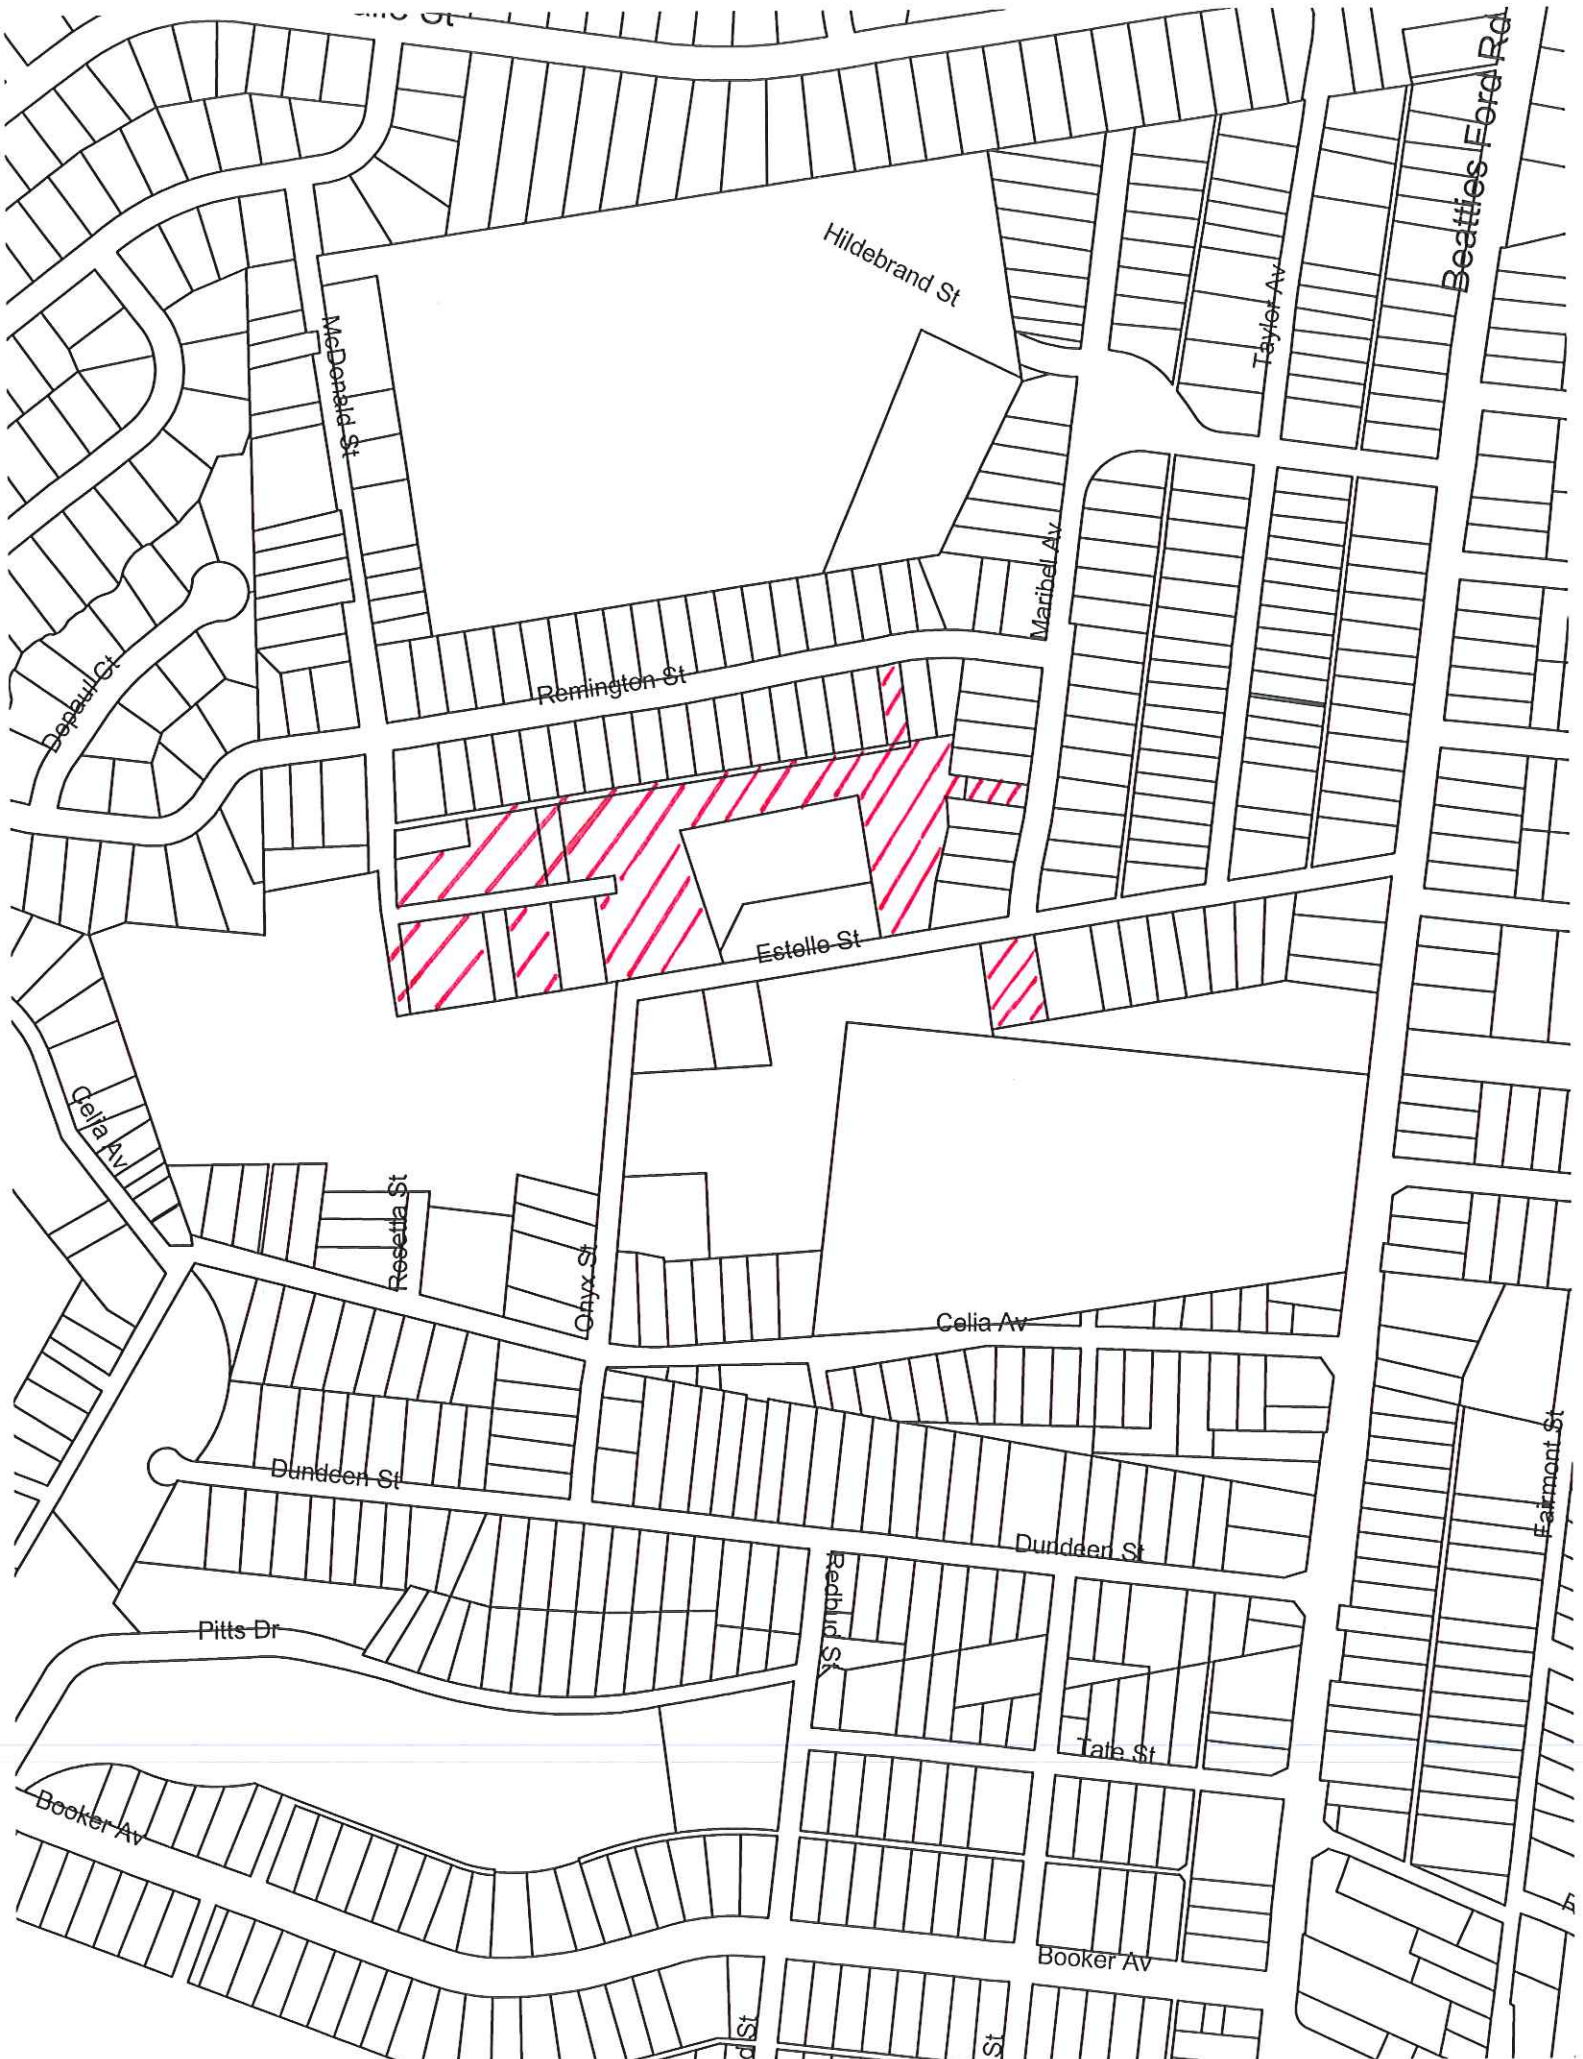 Beatties Ford Rd
Hildebrand St
Taylor Av
McDonald St
Maribel Av
Remington St
Depaul Ct
Estelle St
Celia Av
Rosetta St
Onyx St
Celia Av
Fairmont St
Dundeen St
Dundeen St
Redbud St
Pitts Dr
Tate St
Booker Av
Booker Av
St